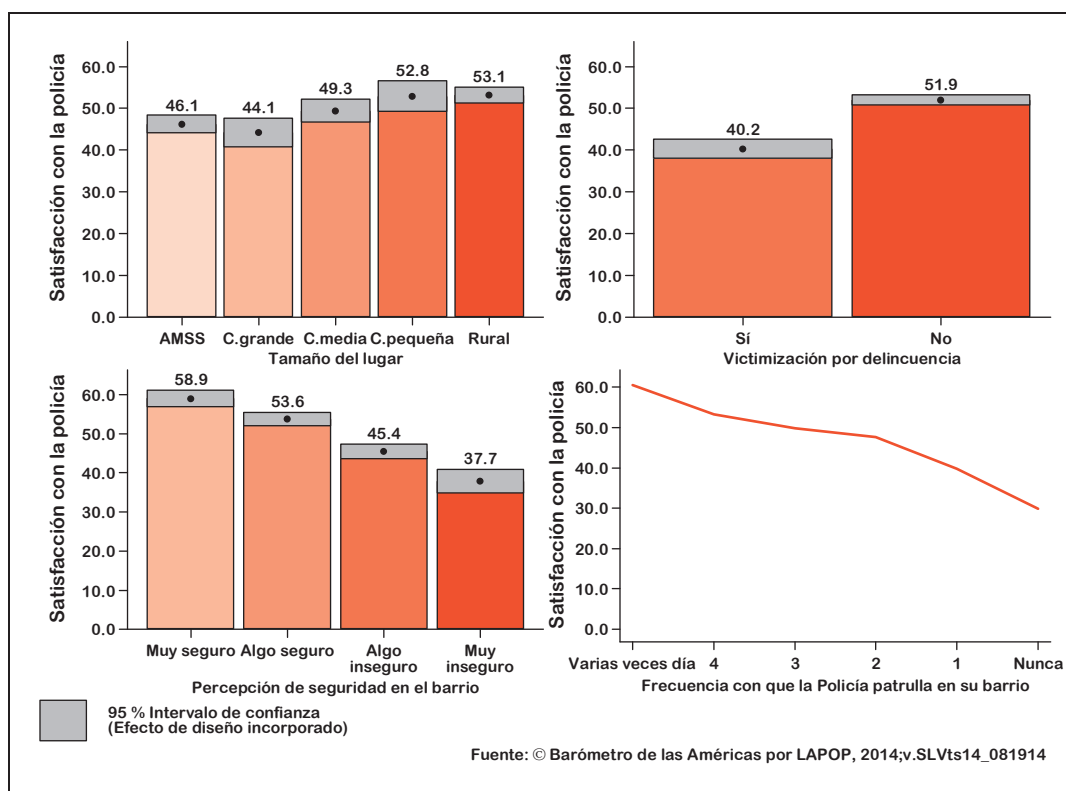 Satisfacción con la policía
60.0
50.0
40.0
30.0
20.0
10.0
0.0
46.1
44.1
49.3
52.8
53.1
AMSS C.grande C.media C.pequeña Rural
Tamaño del lugar
Satisfacción con la policía
60.0
50.0
40.0
30.0
20.0
10.0
0.0
40.2
51.9
Sí No
Victimización por delincuencia
Satisfacción con la policía
60.0
50.0
40.0
30.0
20.0
10.0
0.0
58.9
53.6
45.4
37.7
Muy seguro Algo seguro Algo inseguro Muy inseguro
Percepción de seguridad en el barrio
Satisfacción con la policía
60.0
50.0
40.0
30.0
20.0
10.0
0.0
Varias veces día 4 3 2 1 Nunca
Frecuencia con que la Policía patrulla en su barrio
95 % Intervalo de confianza
(Efecto de diseño incorporado)
Fuente: © Barómetro de las Américas por LAPOP, 2014;v.SLVts14_081914